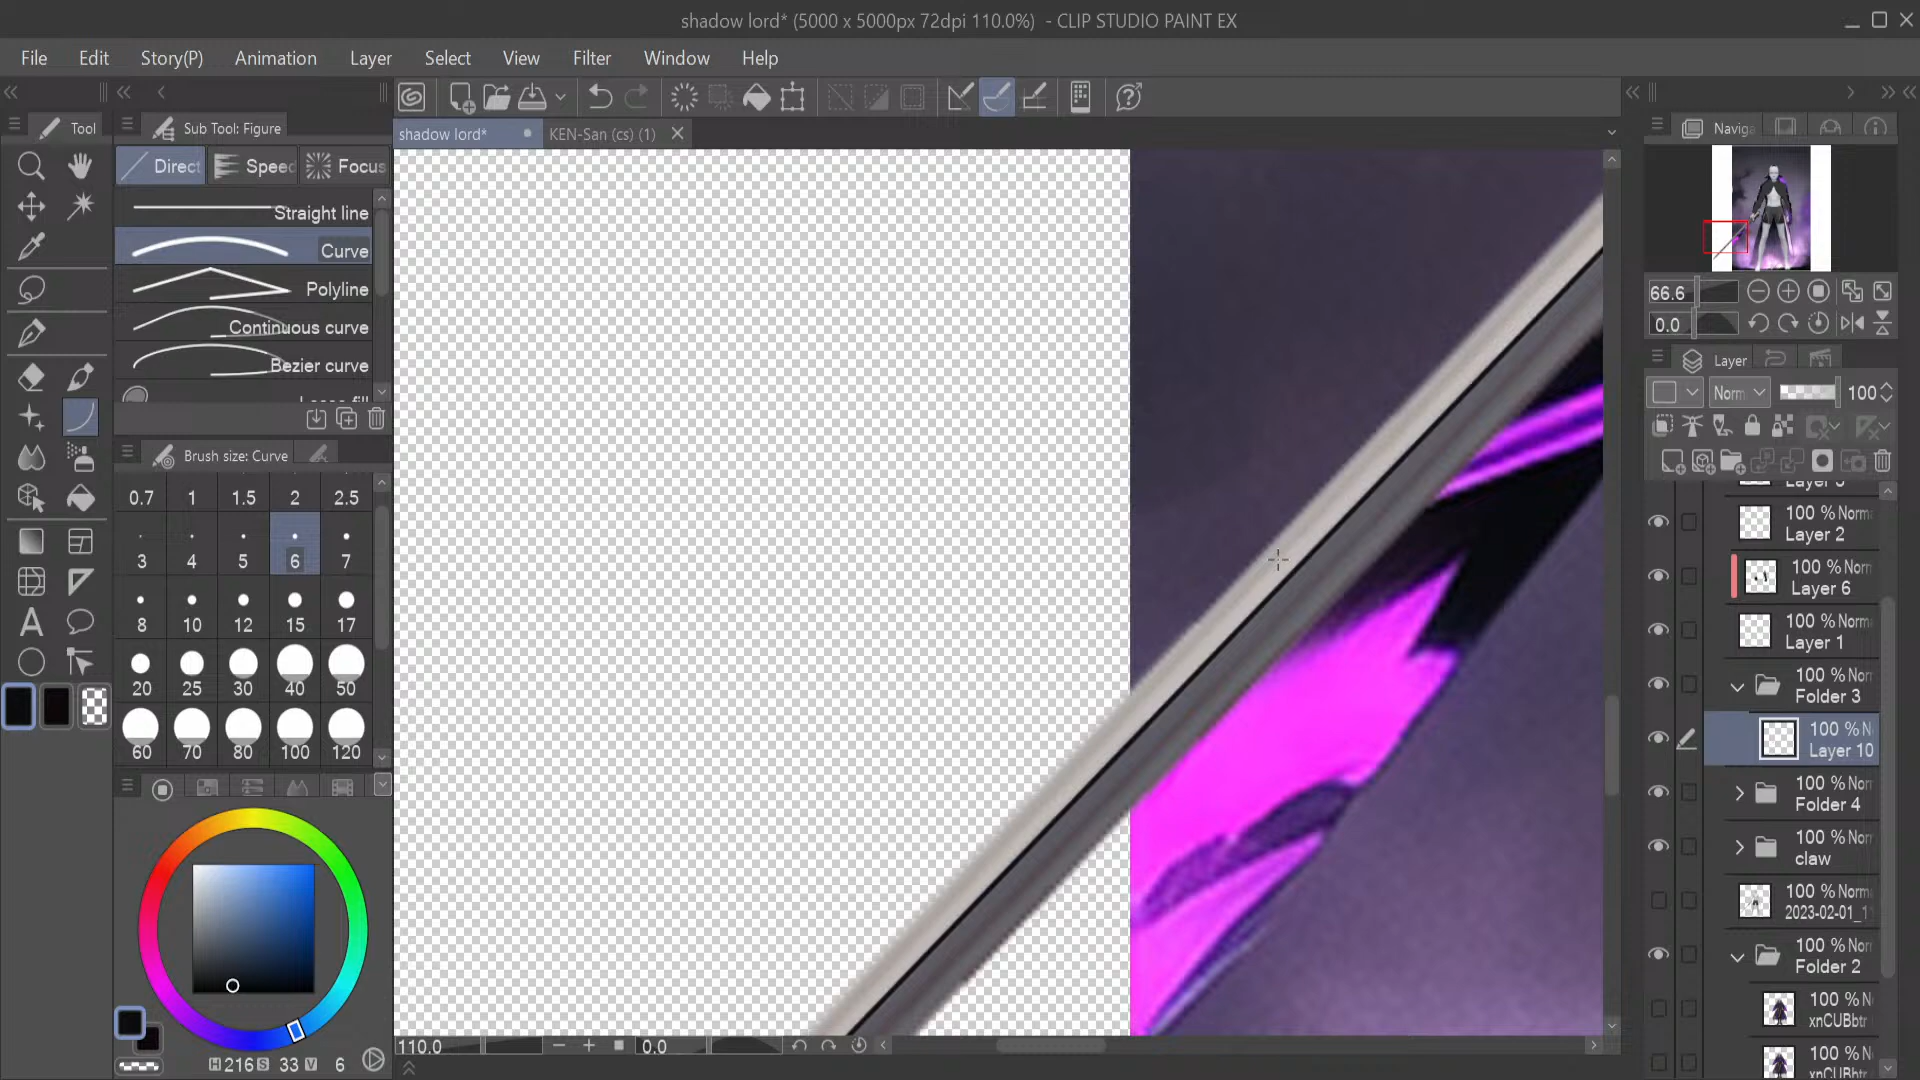 shadow lord* (5000 x 5000px 72dpi 110.0%) - CLIP STUDIO PAINT EX
File Edit Story(P) Animation Layer Select View Filter Window Help
shadow lord* KEN-San (cs) (1)
Tool
Sub Tool: Figure
Direct Speed Focus
Straight line
Curve
Polyline
Continuous curve
Bezier curve
Brush size: Curve
0.7 1 1.5 2 2.5
3 4 5 6 7
8 10 12 15 17
20 25 30 40 50
60 70 80 100 120
H 216 S 33 V 6
110.0 0.0
Naviga
66.6
0.0
Layer
Norm 100
100 % Norm
Layer 2
100 % Norm
Layer 6
100 % Norm
Layer 1
100 % Norm
Folder 3
100 % N
Layer 10
100 % Norm
Folder 4
100 % Norm
claw
100 % Norm
2023-02-01_1
100 % Norm
Folder 2
100 % N
xnCUBbtr
100 % N
xnCUBbtr